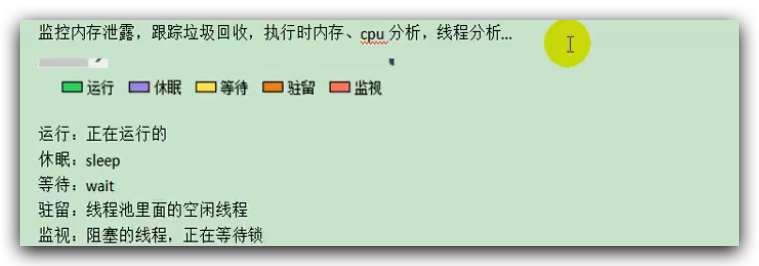 监控内存泄露，跟踪垃圾回收，执行时内存、cpu 分析，线程分析...
运行 休眠 等待 驻留 监视
运行：正在运行的
休眠：sleep
等待：wait
驻留：线程池里面的空闲线程
监视：阻塞的线程，正在等待锁